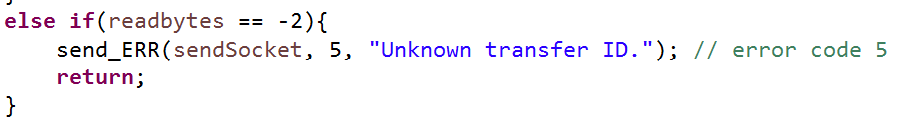 else if(readbytes == -2){
    send_ERR(sendSocket, 5, "Unknown transfer ID."); // error code 5
    return;
}